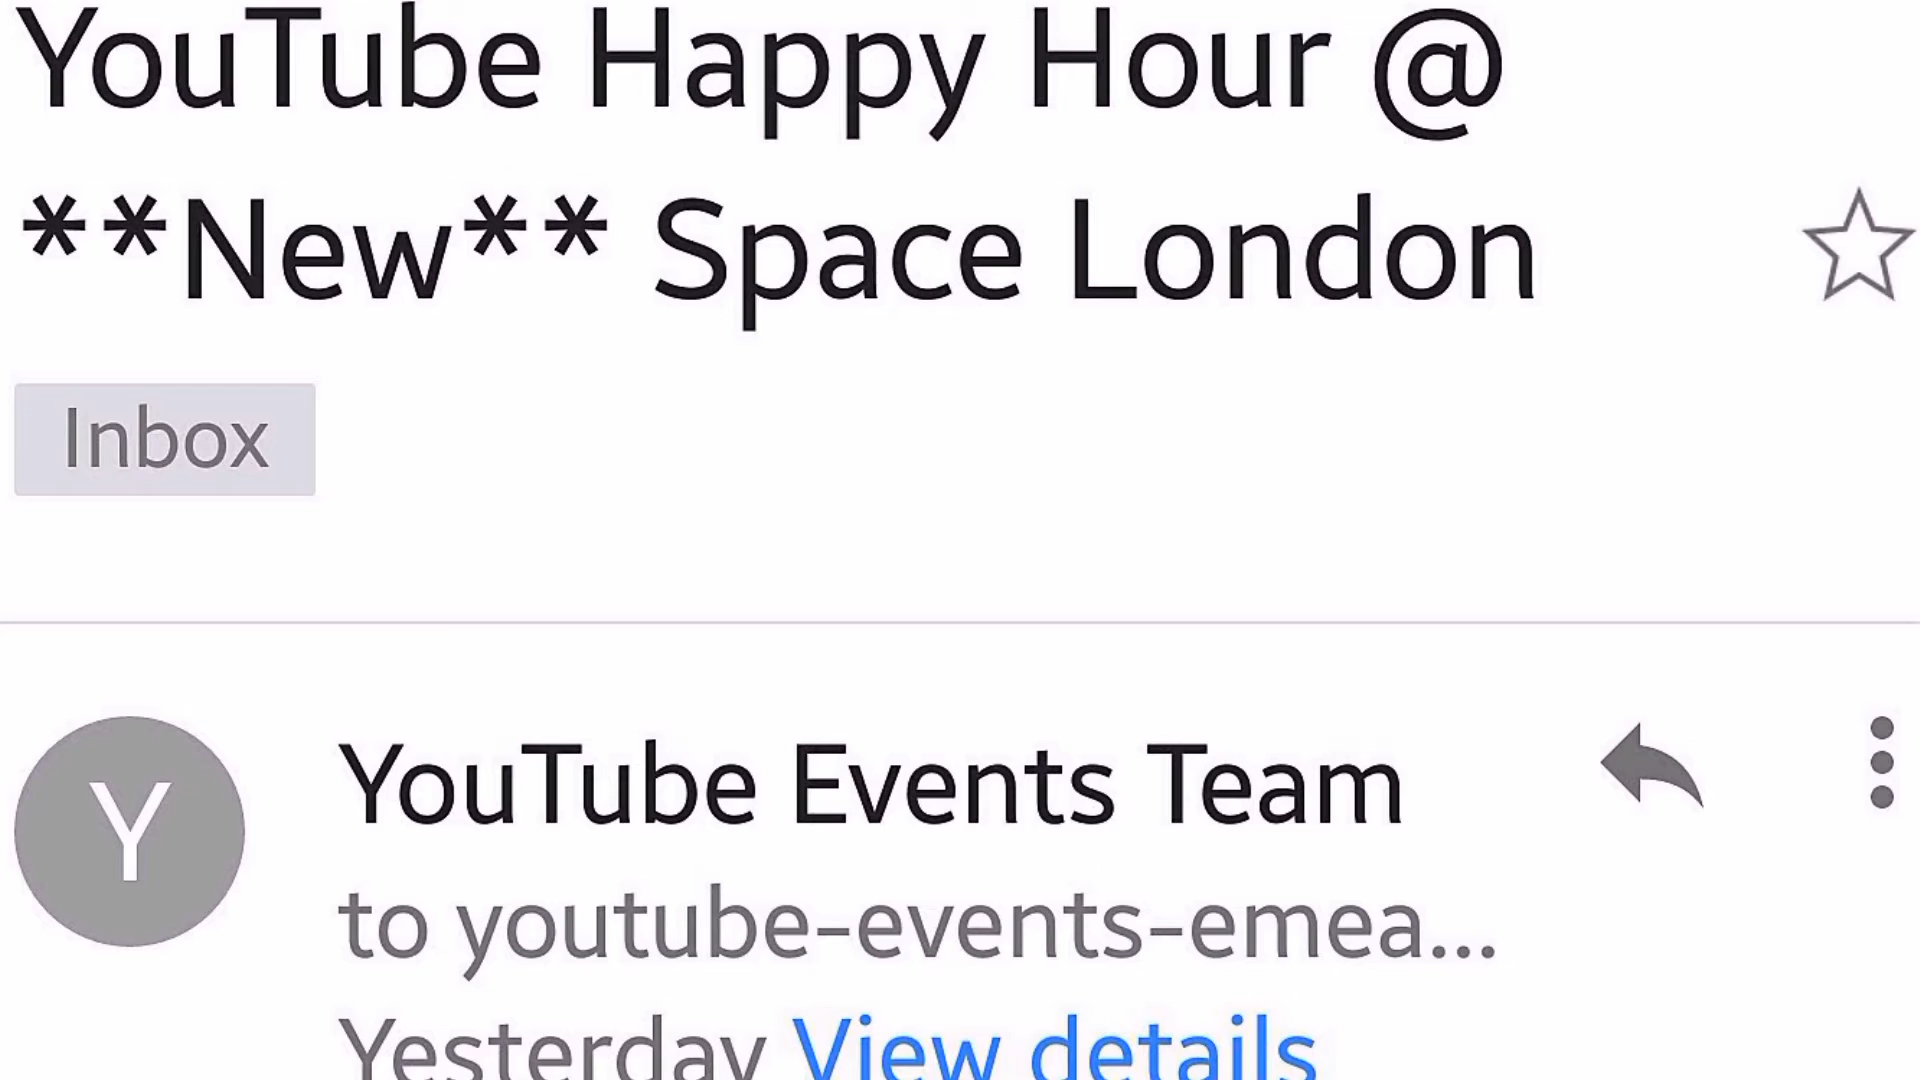 YouTube Happy Hour @
**New** Space London
Inbox
Y
YouTube Events Team
to youtube-events-emea...
Yesterday View details